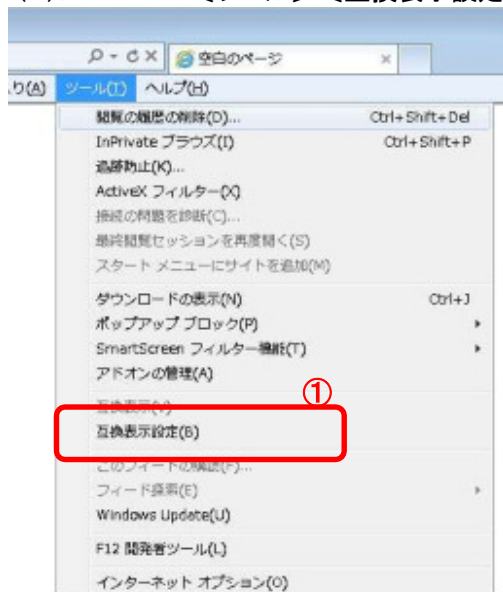 空白のページ
ツール(T) ヘルプ(H)
閲覧の履歴の削除(D)... Ctrl+Shift+Del
InPrivate ブラウズ(I) Ctrl+Shift+P
追跡防止(K)...
ActiveX フィルター(X)
接続の問題を診断(C)...
最終閲覧セッションを再度開く(S)
スタート メニューにサイトを追加(M)
ダウンロードの表示(N) Ctrl+J
ポップアップ ブロック(P)
SmartScreen フィルター機能(T)
アドオンの管理(A)
①
互換表示(V)
互換表示設定(B)
このフィードの購読(F)...
フィード探索(E)
Windows Update(U)
F12 開発者ツール(L)
インターネット オプション(O)